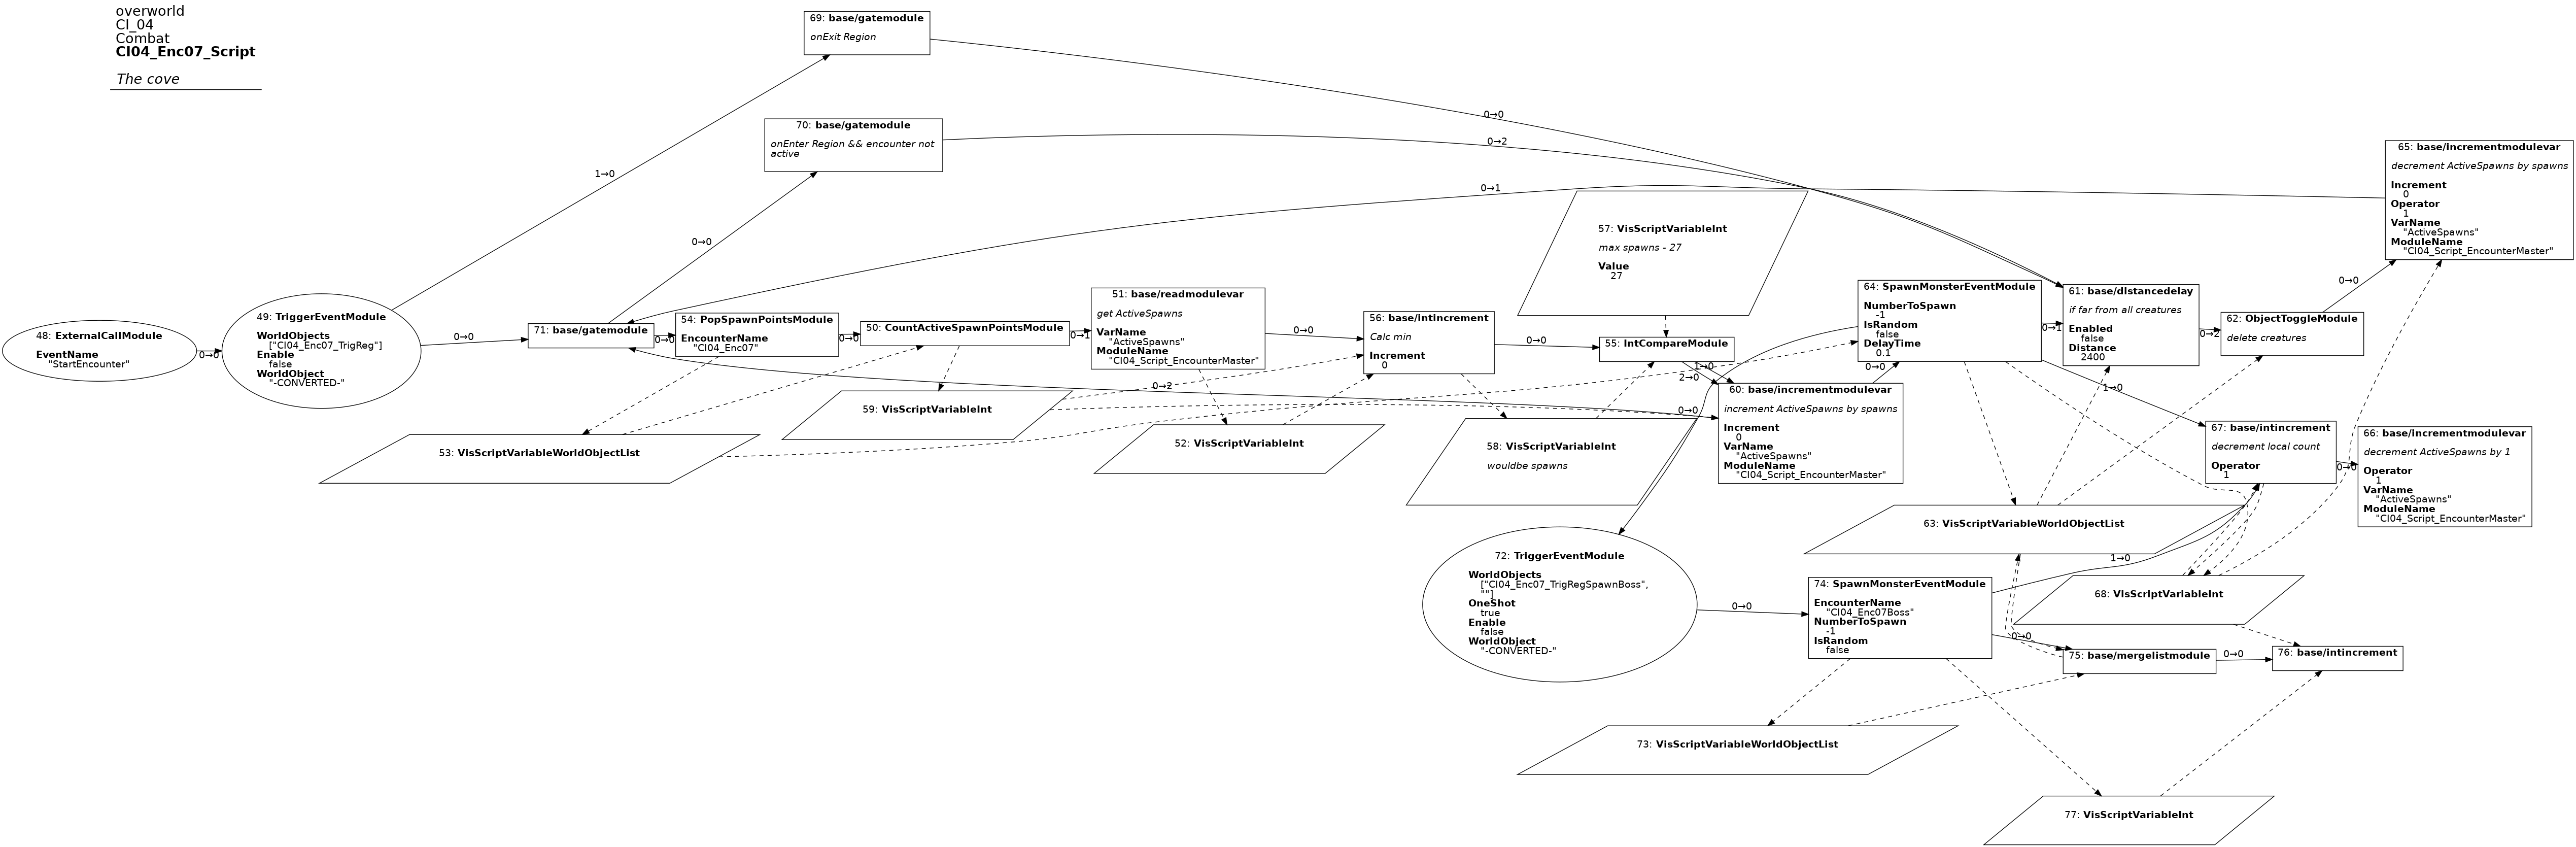 overworld
CI_04
Combat
CI04_Enc07_Script
The cove
69: base/gatemodule
onExit Region
70: base/gatemodule
onEnter Region && encounter not
active
48: ExternalCallModule
EventName
"StartEncounter"
0→0
49: TriggerEventModule
WorldObjects
["CI04_Enc07_TrigReg"]
Enable
false
WorldObject
"-CONVERTED-"
1→0
0→0
0→0
71: base/gatemodule
0→0
54: PopSpawnPointsModule
EncounterName
"CI04_Enc07"
0→0
50: CountActiveSpawnPointsModule
0→1
51: base/readmodulevar
get ActiveSpawns
VarName
"ActiveSpawns"
ModuleName
"CI04_Script_EncounterMaster"
0→0
56: base/intincrement
Calc min
Increment
0
0→0
0→0
0→2
0→1
57: VisScriptVariableInt
max spawns - 27
Value
27
55: IntCompareModule
1→0
2→0
60: base/incrementmodulevar
increment ActiveSpawns by spawns
Increment
0
VarName
"ActiveSpawns"
ModuleName
"CI04_Script_EncounterMaster"
0→0
0→0
0→2
64: SpawnMonsterEventModule
NumberToSpawn
-1
IsRandom
false
DelayTime
0.1
0→1
61: base/distancedelay
if far from all creatures
Enabled
false
Distance
2400
0→2
62: ObjectToggleModule
delete creatures
0→0
65: base/incrementmodulevar
decrement ActiveSpawns by spawns
Increment
0
Operator
1
VarName
"ActiveSpawns"
ModuleName
"CI04_Script_EncounterMaster"
1→0
67: base/intincrement
decrement local count
Operator
1
0→0
66: base/incrementmodulevar
decrement ActiveSpawns by 1
Operator
1
VarName
"ActiveSpawns"
ModuleName
"CI04_Script_EncounterMaster"
53: VisScriptVariableWorldObjectList
59: VisScriptVariableInt
52: VisScriptVariableInt
58: VisScriptVariableInt
wouldbe spawns
63: VisScriptVariableWorldObjectList
72: TriggerEventModule
WorldObjects
["CI04_Enc07_TrigRegSpawnBoss",
""]
OneShot
true
Enable
false
WorldObject
"-CONVERTED-"
0→0
74: SpawnMonsterEventModule
EncounterName
"CI04_Enc07Boss"
NumberToSpawn
-1
IsRandom
false
1→0
0→0
68: VisScriptVariableInt
75: base/mergelistmodule
0→0
76: base/intincrement
73: VisScriptVariableWorldObjectList
77: VisScriptVariableInt